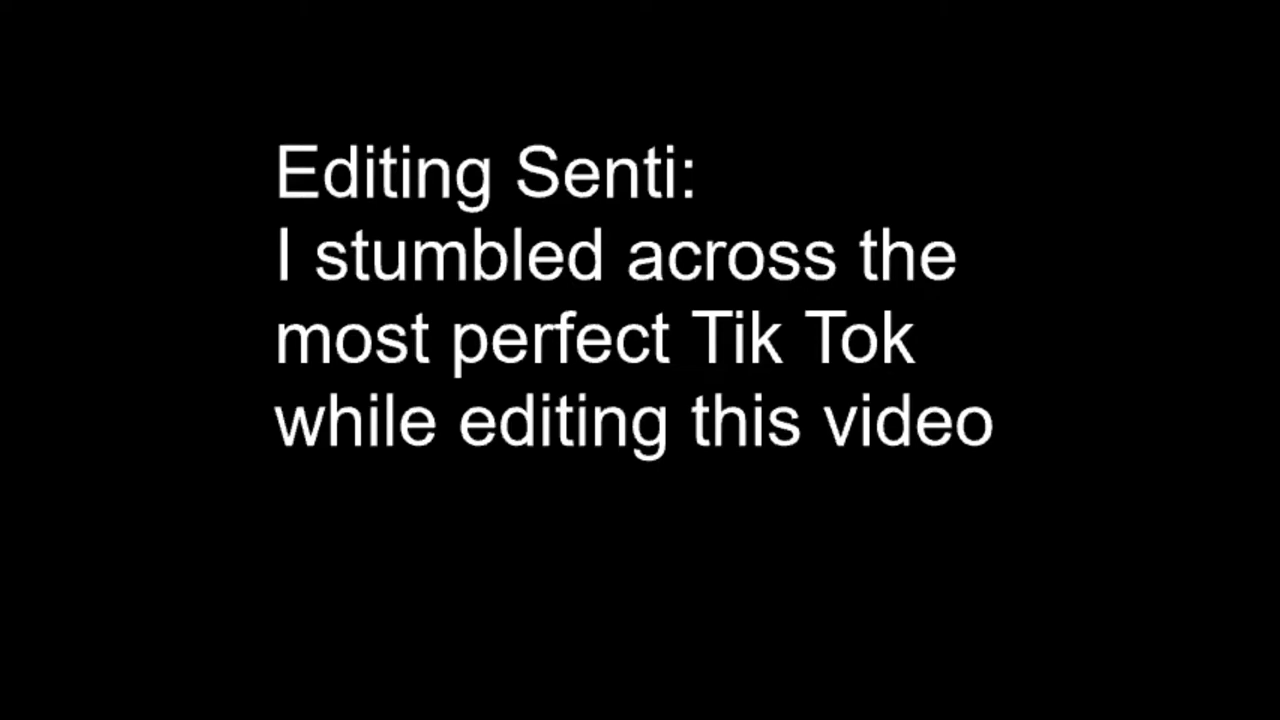 Editing Senti:
I stumbled across the
most perfect Tik Tok
while editing this video